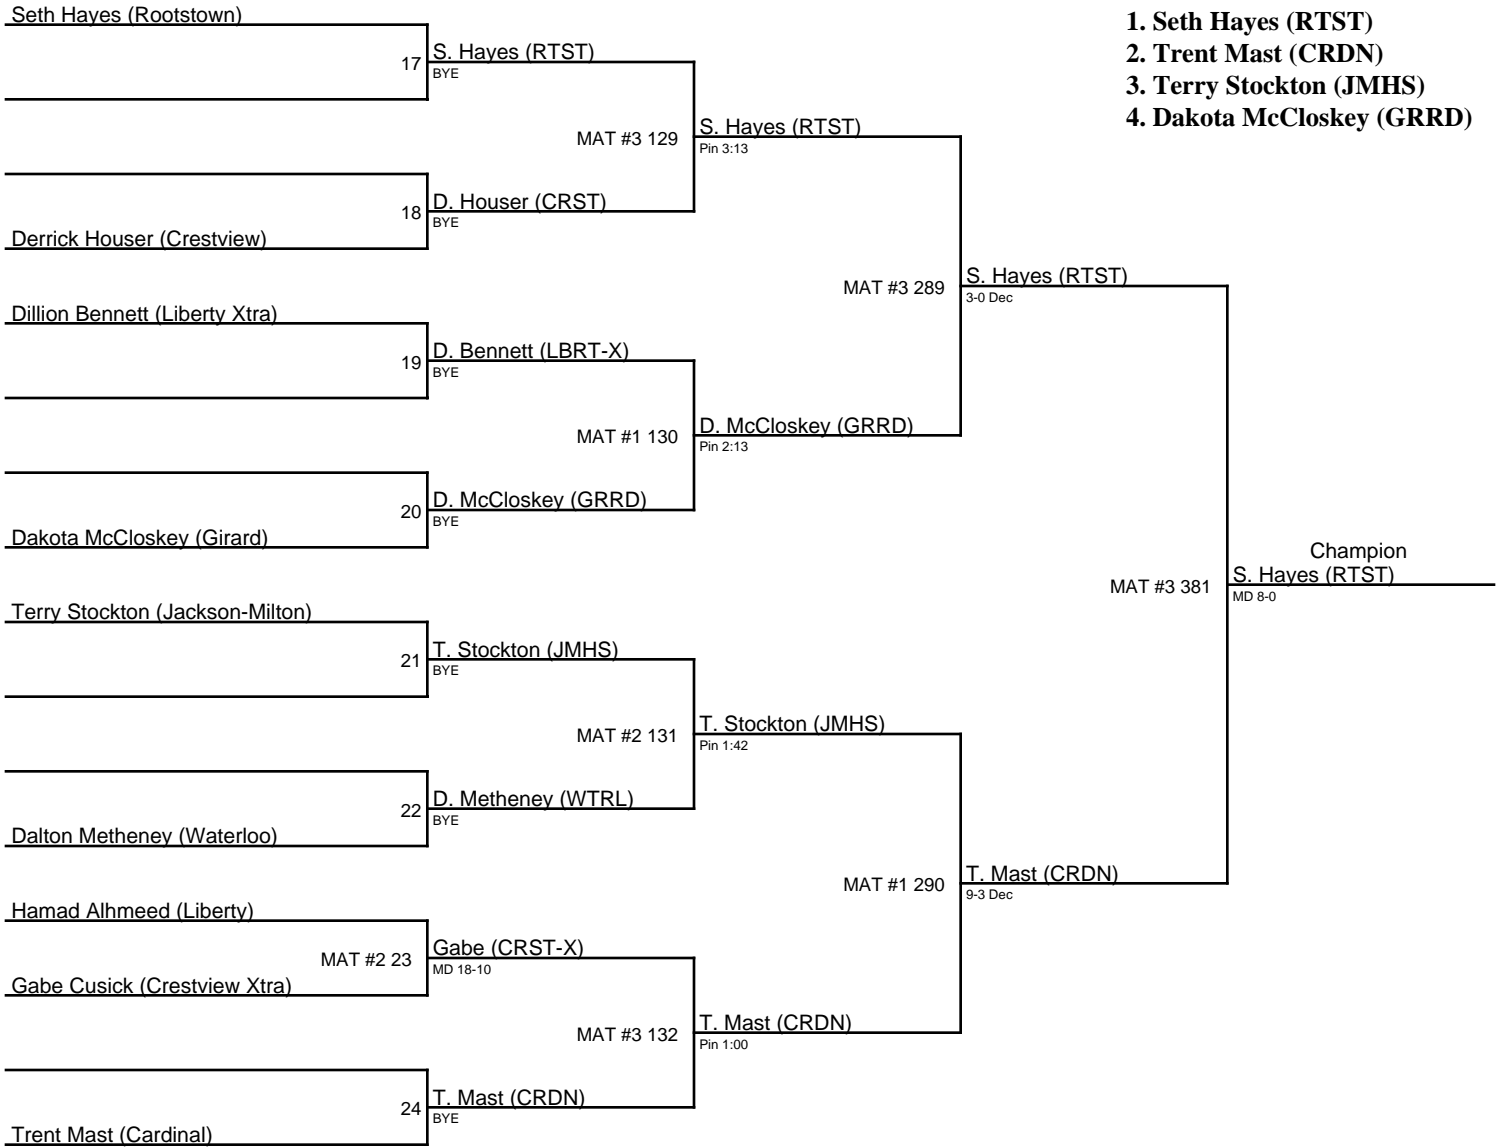 Seth Hayes (Rootstown)
1. Seth Hayes (RTST)
2. Trent Mast (CRDN)
3. Terry Stockton (JMHS)
4. Dakota McCloskey (GRRD)
17
S. Hayes (RTST)
BYE
MAT #3 129
S. Hayes (RTST)
Pin 3:13
18
D. Houser (CRST)
BYE
Derrick Houser (Crestview)
MAT #3 289
S. Hayes (RTST)
3-0 Dec
Dillion Bennett (Liberty Xtra)
19
D. Bennett (LBRT-X)
BYE
MAT #1 130
D. McCloskey (GRRD)
Pin 2:13
20
D. McCloskey (GRRD)
BYE
Dakota McCloskey (Girard)
Champion
MAT #3 381
S. Hayes (RTST)
MD 8-0
Terry Stockton (Jackson-Milton)
21
T. Stockton (JMHS)
BYE
MAT #2 131
T. Stockton (JMHS)
Pin 1:42
22
D. Metheney (WTRL)
BYE
Dalton Metheney (Waterloo)
MAT #1 290
T. Mast (CRDN)
9-3 Dec
Hamad Alhmeed (Liberty)
MAT #2 23
Gabe (CRST-X)
MD 18-10
Gabe Cusick (Crestview Xtra)
MAT #3 132
T. Mast (CRDN)
Pin 1:00
24
T. Mast (CRDN)
BYE
Trent Mast (Cardinal)